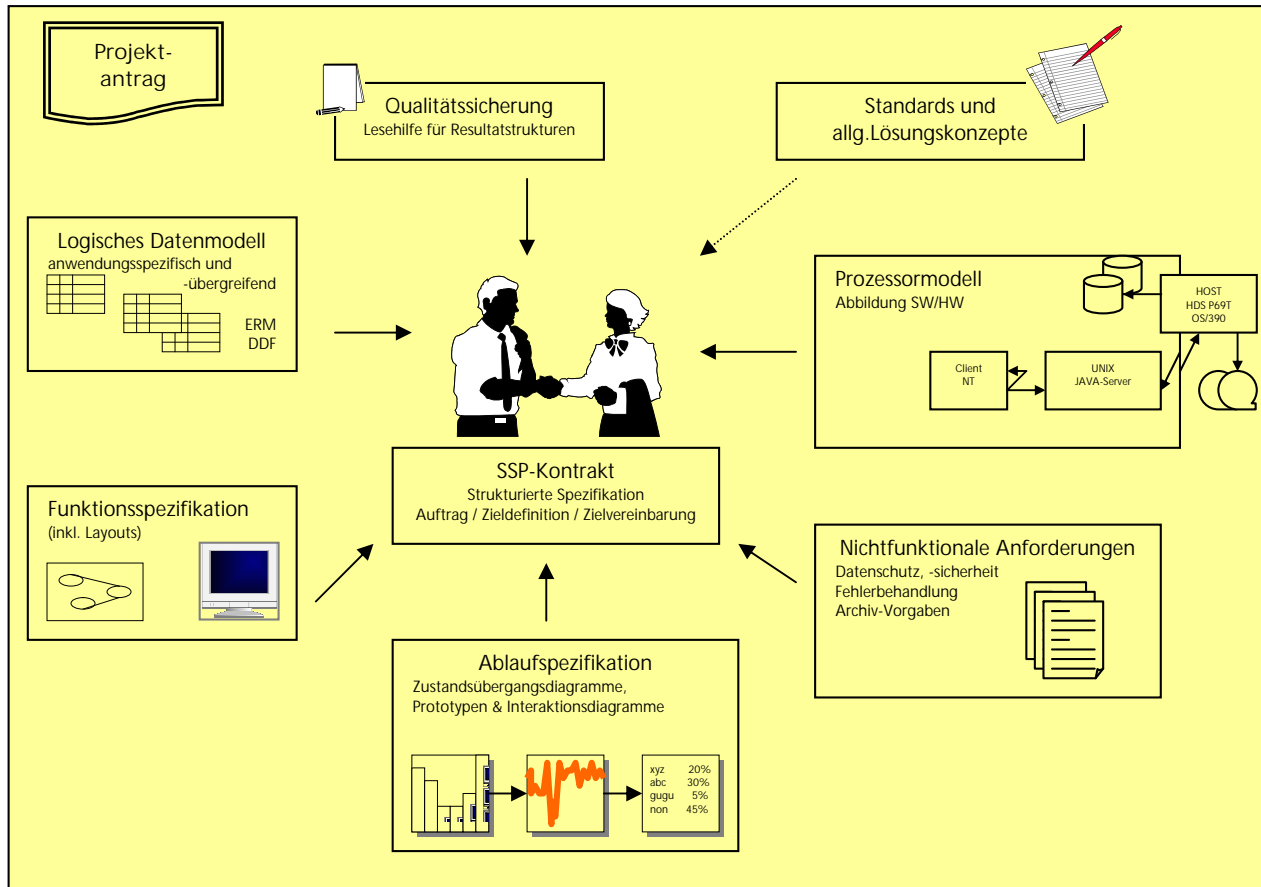 Projekt-
antrag
Qualitätssicherung
Lesehilfe für Resultatstrukturen
Standards und
allg.Lösungskonzepte
Logisches Datenmodell
anwendungsspezifisch und
-übergreifend
ERM
DDF
Prozessormodell
Abbildung SW/HW
HOST
HDS P69T
OS/390
Client
NT
UNIX
JAVA-Server
SSP-Kontrakt
Strukturierte Spezifikation
Auftrag / Zieldefinition / Zielvereinbarung
Funktionsspezifikation
(inkl. Layouts)
Nichtfunktionale Anforderungen
Datenschutz, -sicherheit
Fehlerbehandlung
Archiv-Vorgaben
Ablaufspezifikation
Zustandsübergangsdiagramme,
Prototypen & Interaktionsdiagramme
xyz 20%
abc 30%
gugu 5%
non 45%